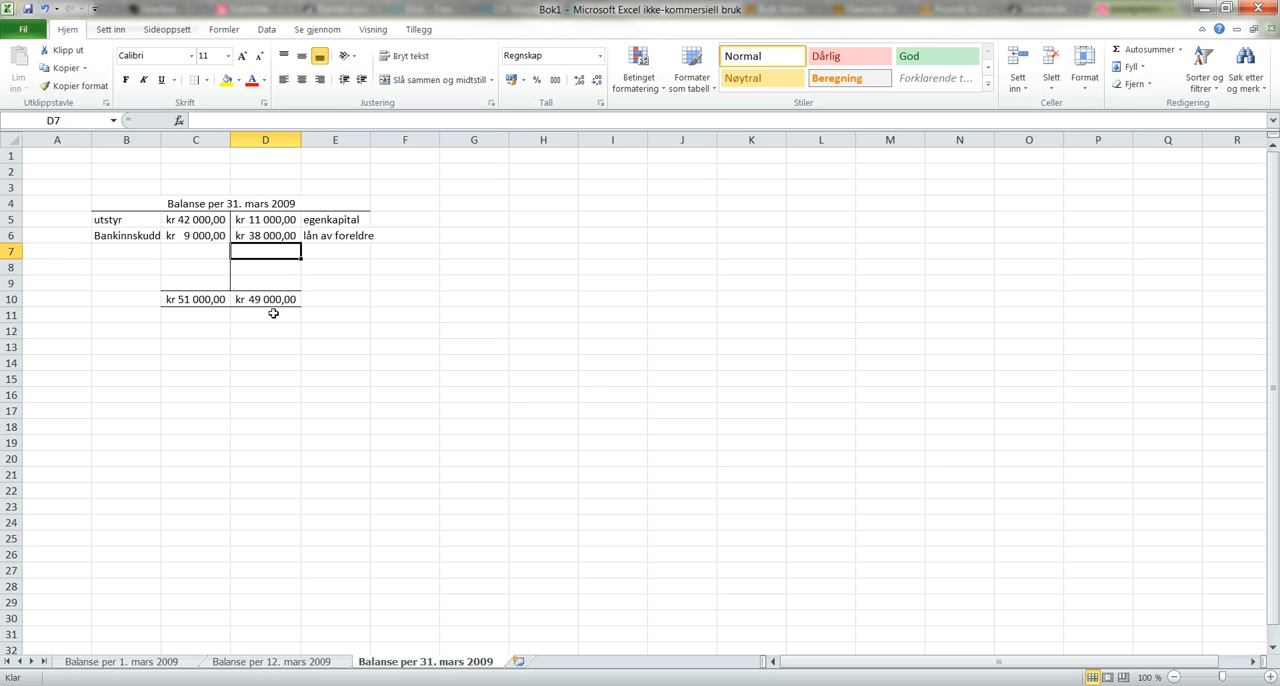 Bok1 - Microsoft Excel ikke-kommersiell bruk
Fil Hjem Sett inn Sideoppsett Formler Data Se gjennom Visning Tillegg
Lim inn
Klipp ut
Kopier
Kopier format
Utklippstavle
Calibri 11
F K U
Skrift
Bryt tekst
Slå sammen og midtstill
Justering
Regnskap
% 000
Tall
Betinget formatering
Formater som tabell
Normal Dårlig God
Nøytral Beregning Forklarende t...
Stiler
Sett inn
Slett
Format
Celler
Σ Autosummer
Fyll
Fjern
Sorter og filtrer
Søk etter og merk
Redigering
D7 fx
A B C D E F G H I J K L M N O P Q R
1
2
3
4 Balanse per 31. mars 2009
5 utstyr kr 42 000,00 kr 11 000,00 egenkapital
6 Bankinnskudd kr 9 000,00 kr 38 000,00 lån av foreldre
7
8
9
10 kr 51 000,00 kr 49 000,00
11
12
13
14
15
16
17
18
19
20
21
22
23
24
25
26
27
28
29
30
31
32
Balanse per 1. mars 2009 Balanse per 12. mars 2009 Balanse per 31. mars 2009
Klar 100 %